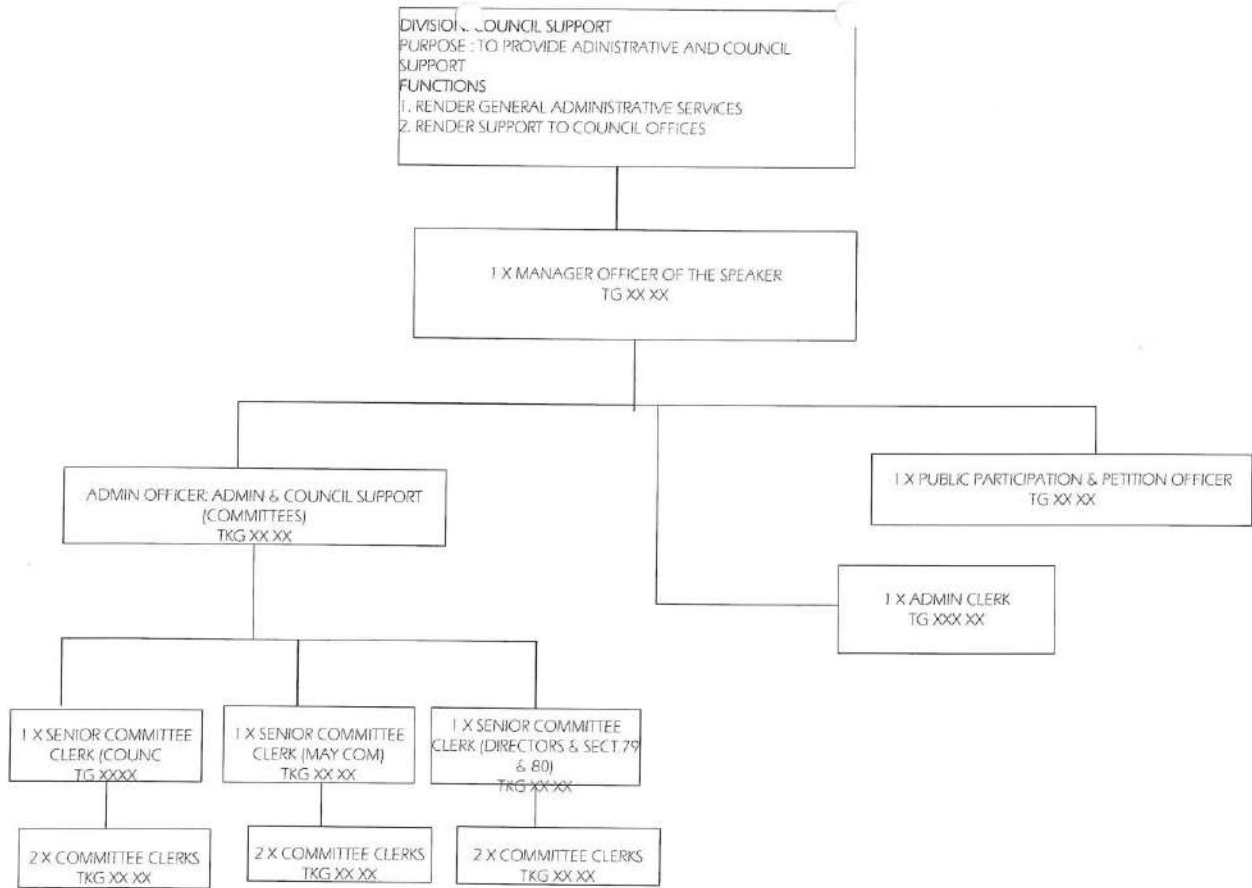 DIVISION: COUNCIL SUPPORT
PURPOSE : TO PROVIDE ADINISTRATIVE AND COUNCIL
SUPPORT
FUNCTIONS
1. RENDER GENERAL ADMINISTRATIVE SERVICES
2. RENDER SUPPORT TO COUNCIL OFFICES
1 X MANAGER OFFICER OF THE SPEAKER
TG XX XX
ADMIN OFFICER: ADMIN & COUNCIL SUPPORT
(COMMITTEES)
TKG XX XX
1 X PUBLIC PARTICIPATION & PETITION OFFICER
TG XX XX
1 X ADMIN CLERK
TG XXX XX
1 X SENIOR COMMITTEE
CLERK (COUNC
TG XXXX
1 X SENIOR COMMITTEE
CLERK (MAY COM)
TKG XX XX
1 X SENIOR COMMITTEE
CLERK (DIRECTORS & SECT.79
& 80)
TKG XX XX
2 X COMMITTEE CLERKS
TKG XX XX
2 X COMMITTEE CLERKS
TKG XX XX
2 X COMMITTEE CLERKS
TKG XX XX